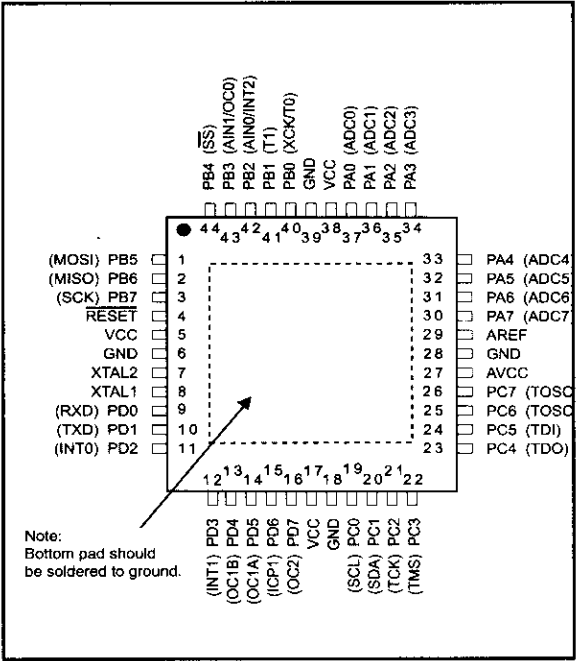 PB4 (SS)
PB3 (AIN1/OC0)
PB2 (AIN0/INT2)
PB1 (T1)
PB0 (XCK/T0)
GND
VCC
PA0 (ADC0)
PA1 (ADC1)
PA2 (ADC2)
PA3 (ADC3)
44 43 42 41 40 39 38 37 36 35 34
(MOSI) PB5 1
(MISO) PB6 2
(SCK) PB7 3
RESET 4
VCC 5
GND 6
XTAL2 7
XTAL1 8
(RXD) PD0 9
(TXD) PD1 10
(INT0) PD2 11
33 PA4 (ADC4
32 PA5 (ADC5
31 PA6 (ADC6
30 PA7 (ADC7
29 AREF
28 GND
27 AVCC
26 PC7 (TOSC
25 PC6 (TOSC
24 PC5 (TDI)
23 PC4 (TDO)
12 13 14 15 16 17 18 19 20 21 22
(INT1) PD3
(OC1B) PD4
(OC1A) PD5
(ICP1) PD6
(OC2) PD7
VCC
GND
(SCL) PC0
(SDA) PC1
(TCK) PC2
(TMS) PC3
Note:
Bottom pad should
be soldered to ground.